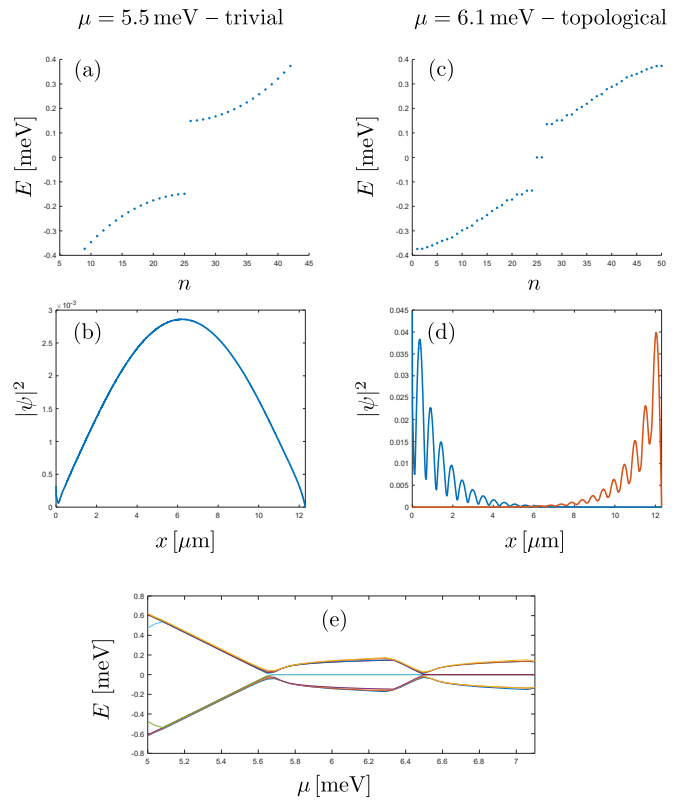 μ = 5.5 meV – trivial
μ = 6.1 meV – topological
(a)
E [meV]
0.4
0.3
0.2
0.1
0
-0.1
-0.2
-0.3
-0.4
5 10 15 20 25 30 35 40 45
n
(c)
E [meV]
0.4
0.3
0.2
0.1
0
-0.1
-0.2
-0.3
-0.4
0 5 10 15 20 25 30 35 40 45 50
n
(b)
×10⁻³
|ψ|²
3
2.5
2
1.5
1
0.5
0
0 2 4 6 8 10 12
x [μm]
(d)
|ψ|²
0.045
0.04
0.035
0.03
0.025
0.02
0.015
0.01
0.005
0
0 2 4 6 8 10 12
x [μm]
(e)
E [meV]
0.8
0.6
0.4
0.2
0
-0.2
-0.4
-0.6
-0.8
5 5.2 5.4 5.6 5.8 6 6.2 6.4 6.6 6.8 7
μ [meV]